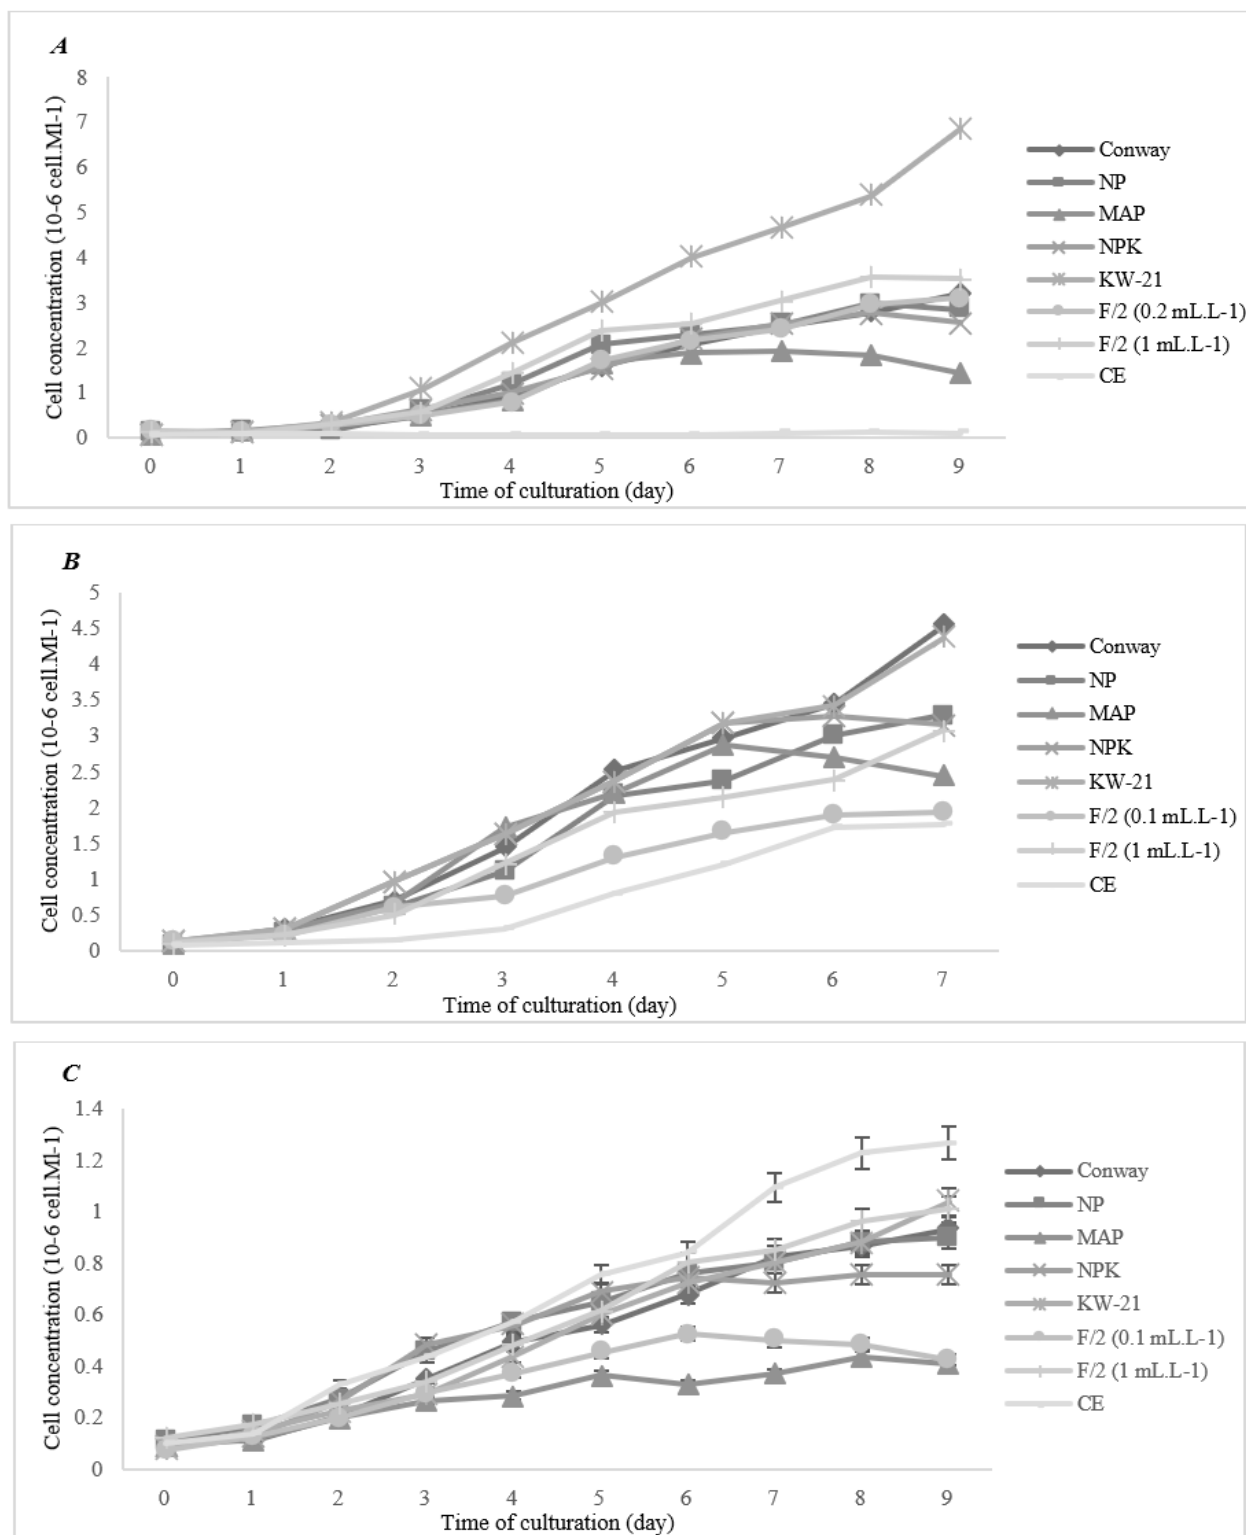 A
Cell concentration (10-6 cell.Ml-1)
8
7
6
5
4
3
2
1
0
0 1 2 3 4 5 6 7 8 9
Time of culturation (day)
Conway
NP
MAP
NPK
KW-21
F/2 (0.2 mL.L-1)
F/2 (1 mL.L-1)
CE
B
Cell concentration (10-6 cell.Ml-1)
5
4.5
4
3.5
3
2.5
2
1.5
1
0.5
0
0 1 2 3 4 5 6 7
Time of culturation (day)
Conway
NP
MAP
NPK
KW-21
F/2 (0.1 mL.L-1)
F/2 (1 mL.L-1)
CE
C
Cell concentration (10-6 cell.Ml-1)
1.4
1.2
1
0.8
0.6
0.4
0.2
0
0 1 2 3 4 5 6 7 8 9
Time of culturation (day)
Conway
NP
MAP
NPK
KW-21
F/2 (0.1 mL.L-1)
F/2 (1 mL.L-1)
CE